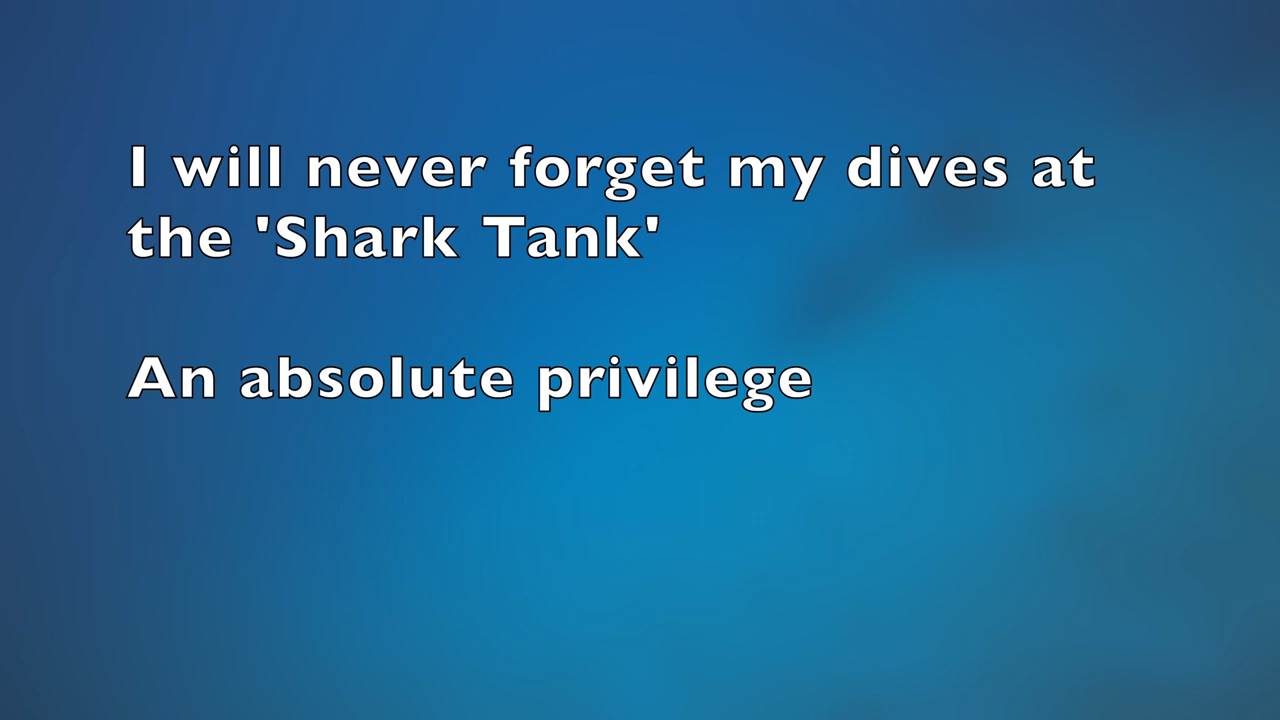 I will never forget my dives at
the 'Shark Tank'
An absolute privilege